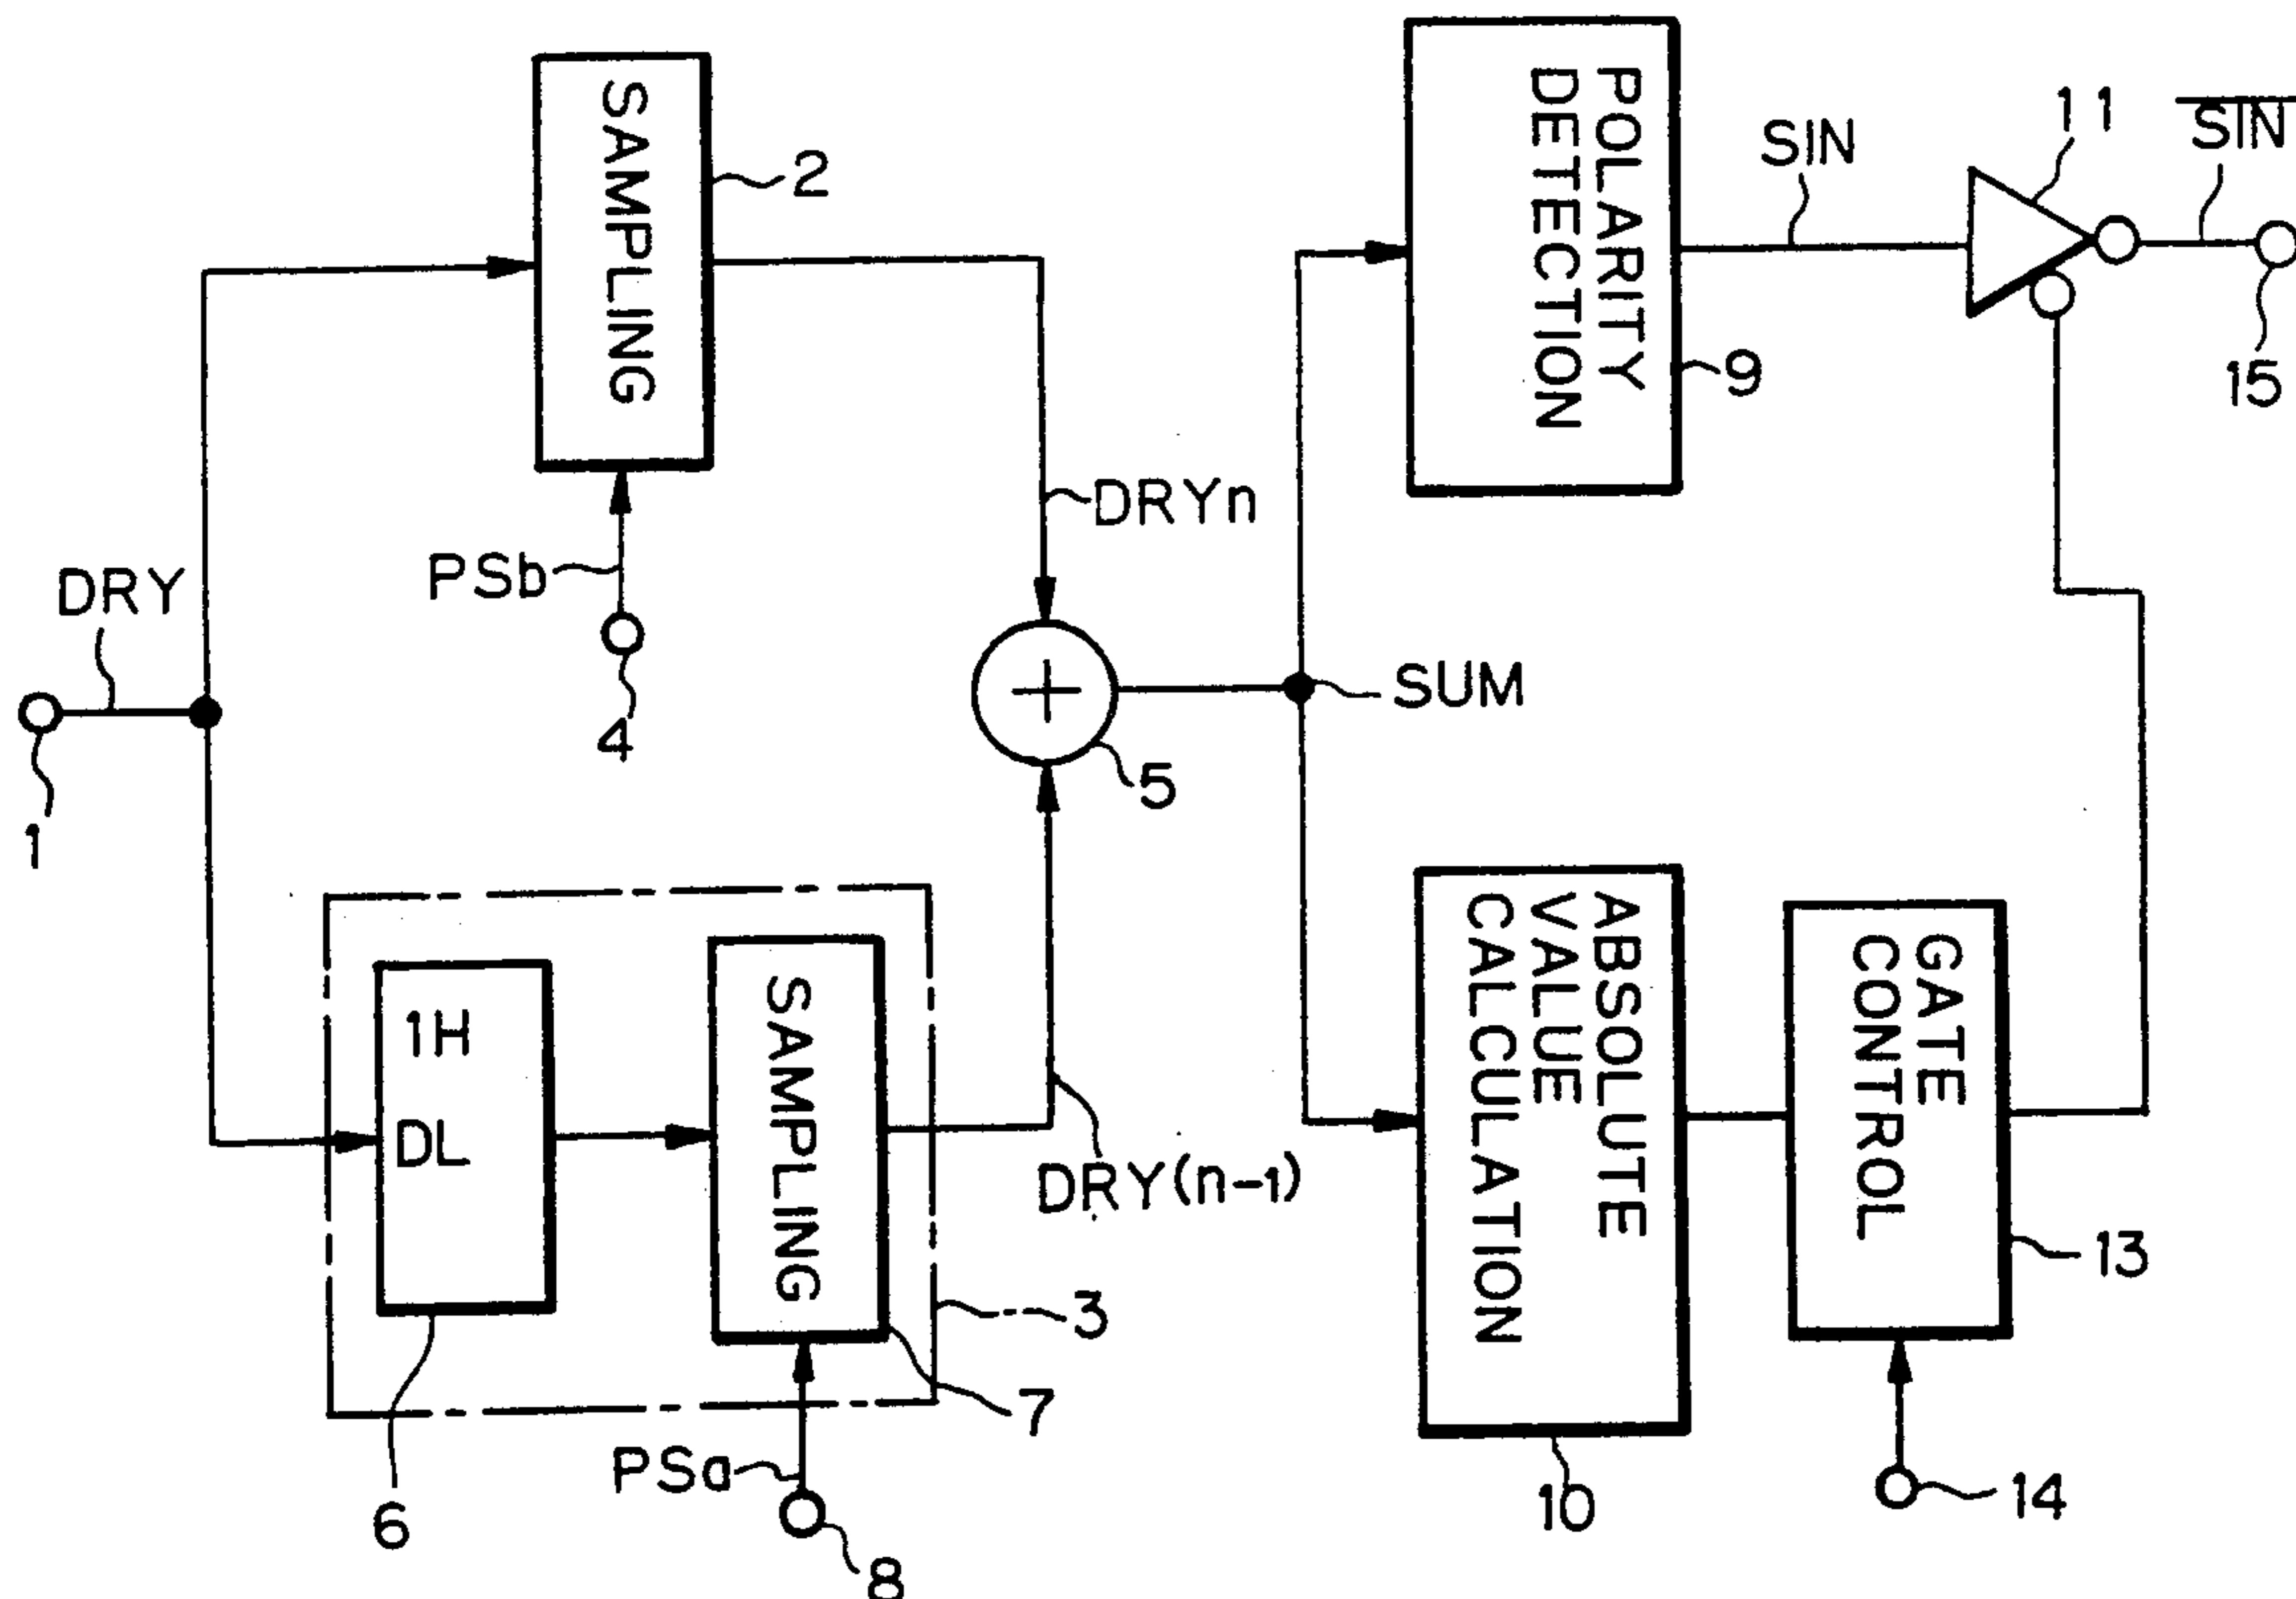 DRY
1
SAMPLING
2
PSb
4
DRYn
5
SUM
1H
DL
6
SAMPLING
7
3
PSa
8
DRY(n-1)
POLARITY
DETECTION
9
SIN
11
SIN
15
ABSOLUTE
VALUE
CALCULATION
10
GATE
CONTROL
13
14